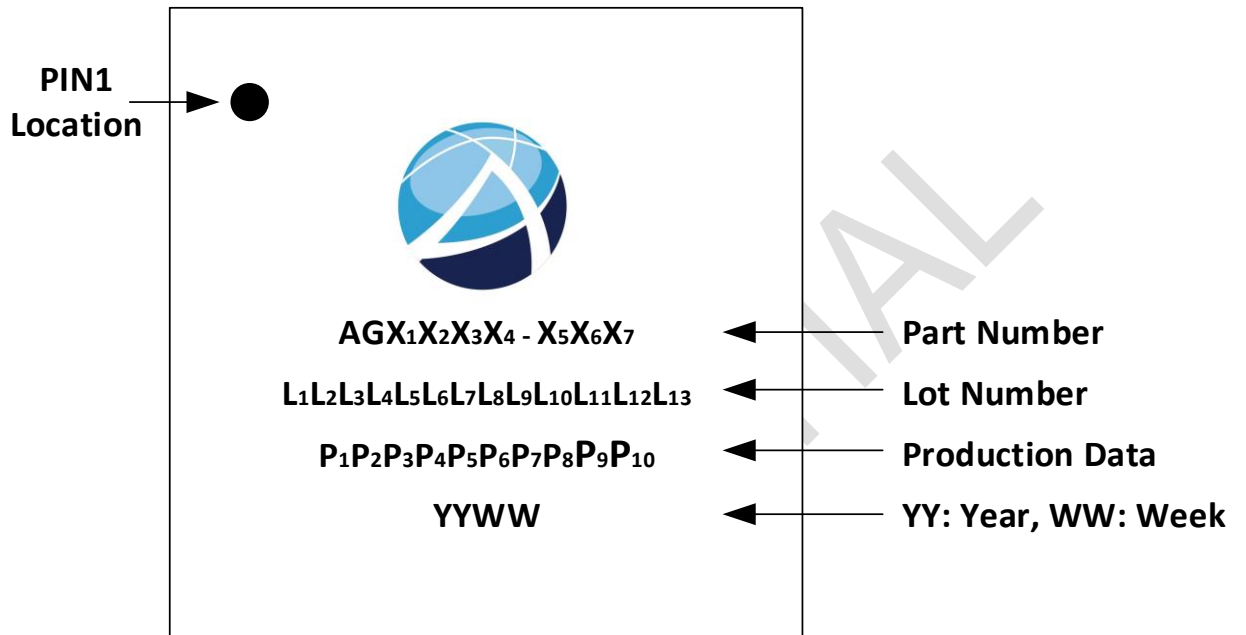 PIN1
Location
AGX1X2X3X4 - X5X6X7
Part Number
L1L2L3L4L5L6L7L8L9L10L11L12L13
Lot Number
P1P2P3P4P5P6P7P8P9P10
Production Data
YYWW
YY: Year, WW: Week